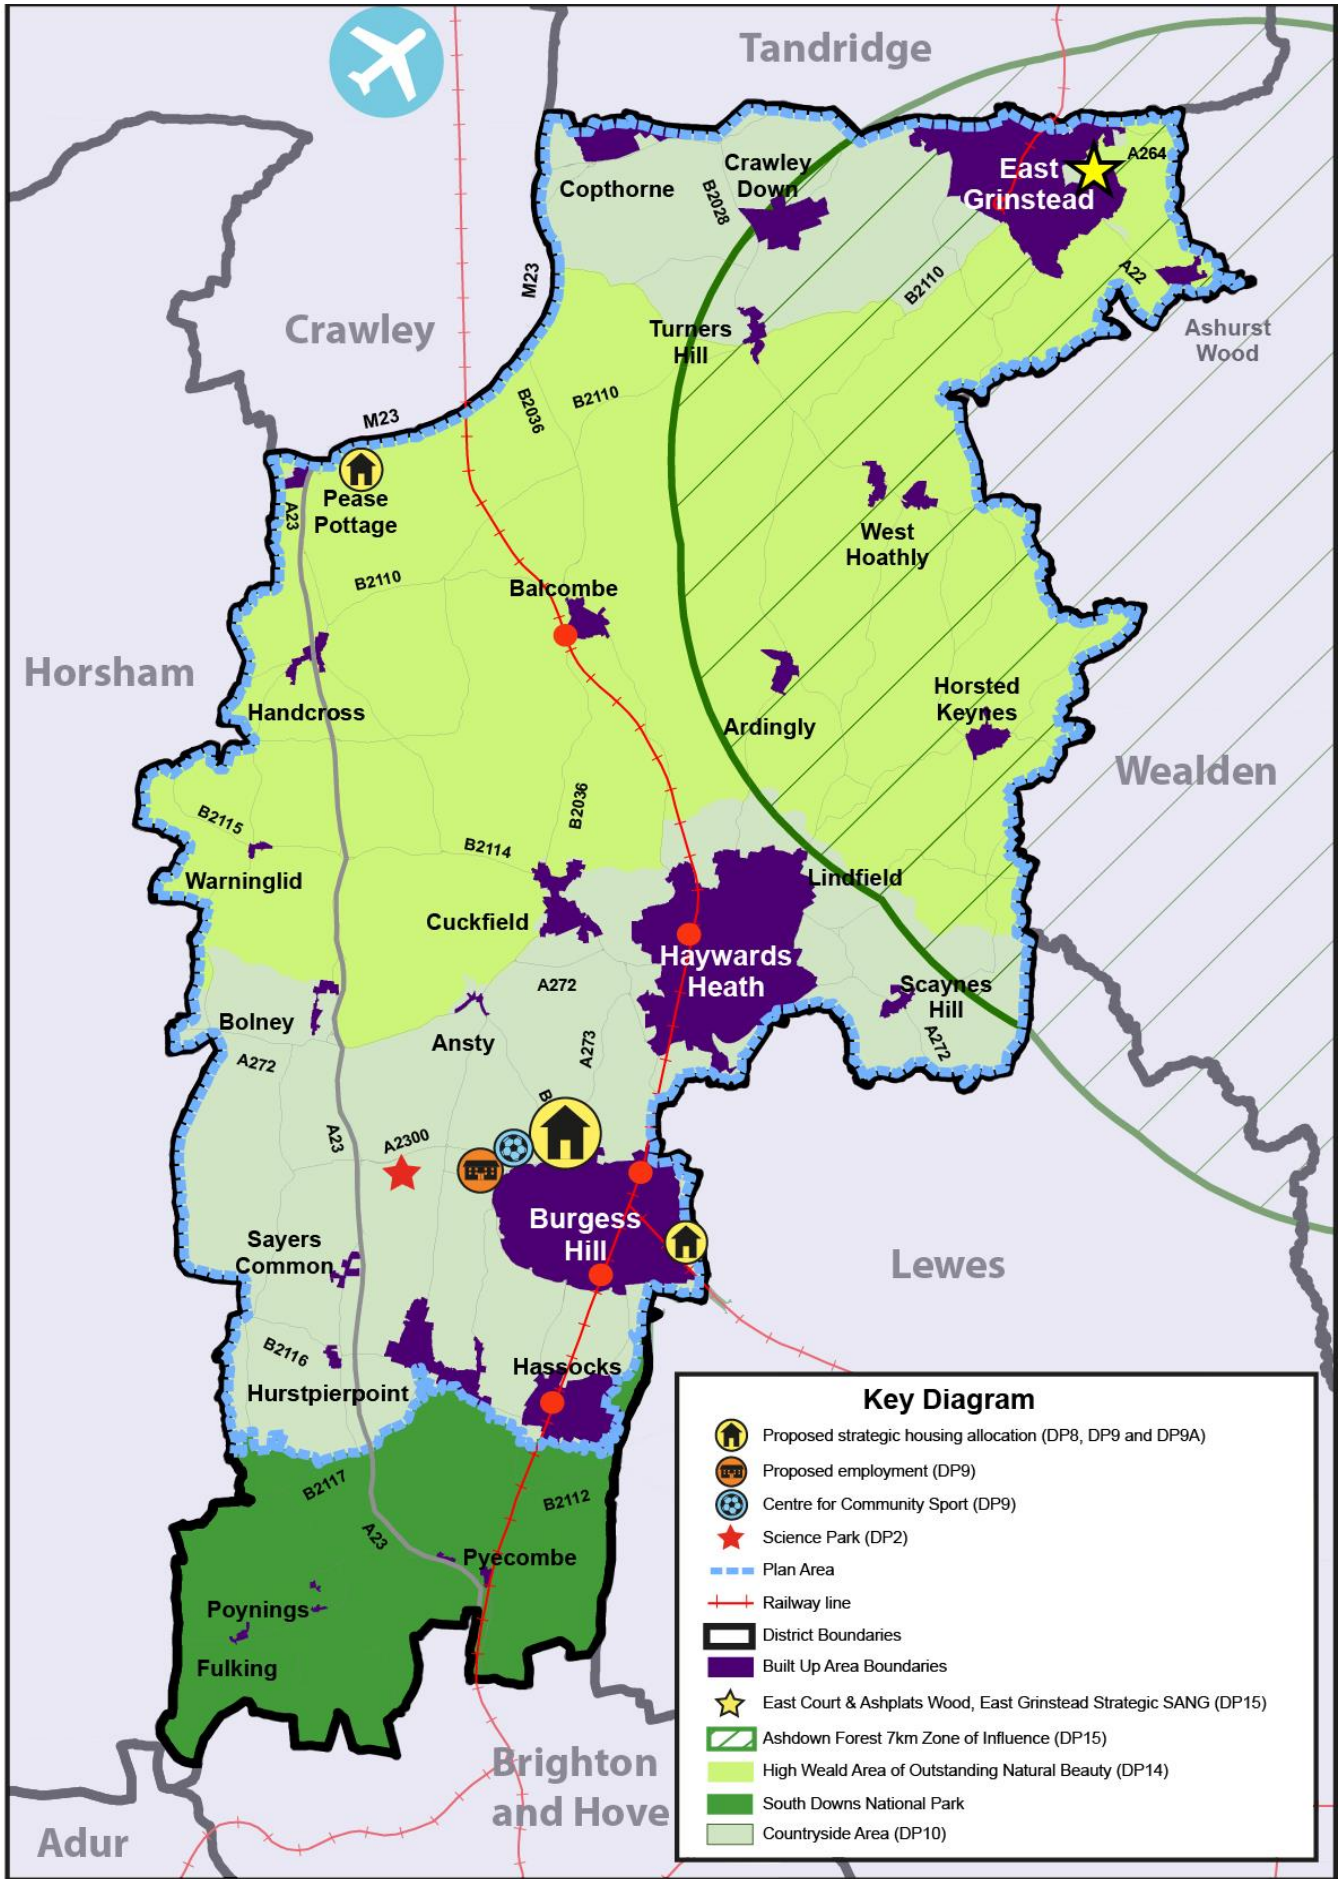 Tandridge
Copthorne
Crawley
Down
B2028
East
Grinstead
A264
M23
B2110
A22
Crawley
Turners
Hill
Ashurst
Wood
M23
B2036
B2110
Pease
Pottage
A23
West
Hoathly
B2110
Balcombe
Horsham
Handcross
Ardingly
Horsted
Keynes
Wealden
B2115
B2036
B2114
Warninglid
Cuckfield
Lindfield
Haywards
Heath
A272
Scaynes
Hill
Bolney
Ansty
A273
A272
A272
B
A23
A2300
Burgess
Hill
Sayers
Common
Lewes
B2116
Hassocks
Hurstpierpoint
B2117
B2112
A23
Pyecombe
Poynings
Fulking
Brighton
and Hove
Adur
Key Diagram
Proposed strategic housing allocation (DP8, DP9 and DP9A)
Proposed employment (DP9)
Centre for Community Sport (DP9)
Science Park (DP2)
Plan Area
Railway line
District Boundaries
Built Up Area Boundaries
East Court & Ashplats Wood, East Grinstead Strategic SANG (DP15)
Ashdown Forest 7km Zone of Influence (DP15)
High Weald Area of Outstanding Natural Beauty (DP14)
South Downs National Park
Countryside Area (DP10)